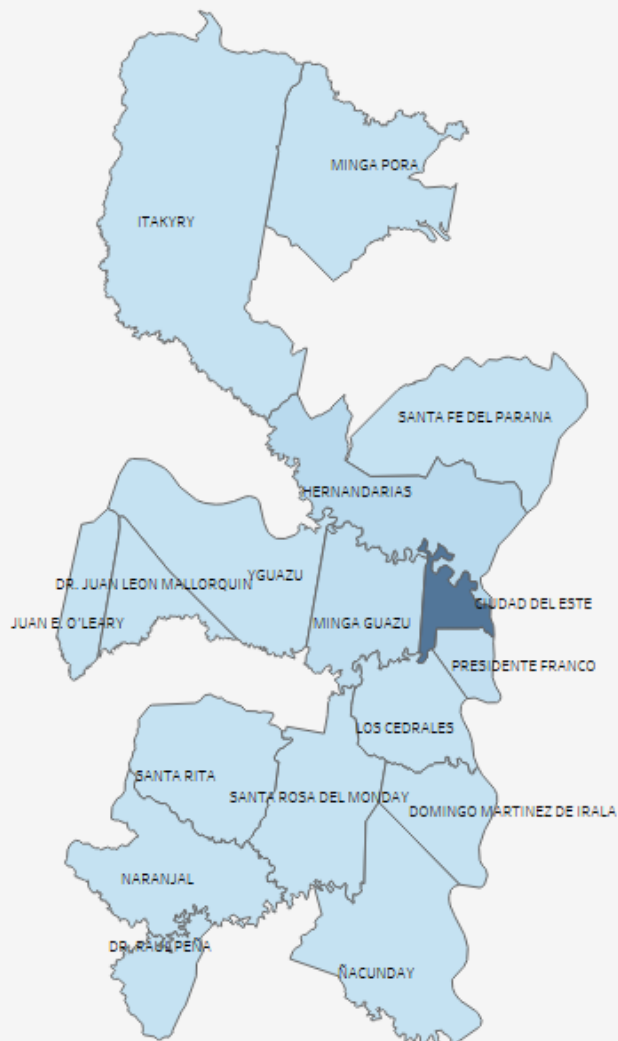 MINGA PORA
ITAKYRY
SANTA FE DEL PARANA
HERNANDARIAS
YGUAZU
DR. JUAN LEON MALLORQUIN
CIUDAD DEL ESTE
JUAN E. O'LEARY
MINGA GUAZU
PRESIDENTE FRANCO
LOS CEDRALES
SANTA RITA
SANTA ROSA DEL MONDAY
DOMINGO MARTINEZ DE IRALA
NARANJAL
DR. RAUL PEÑA
ÑACUNDAY